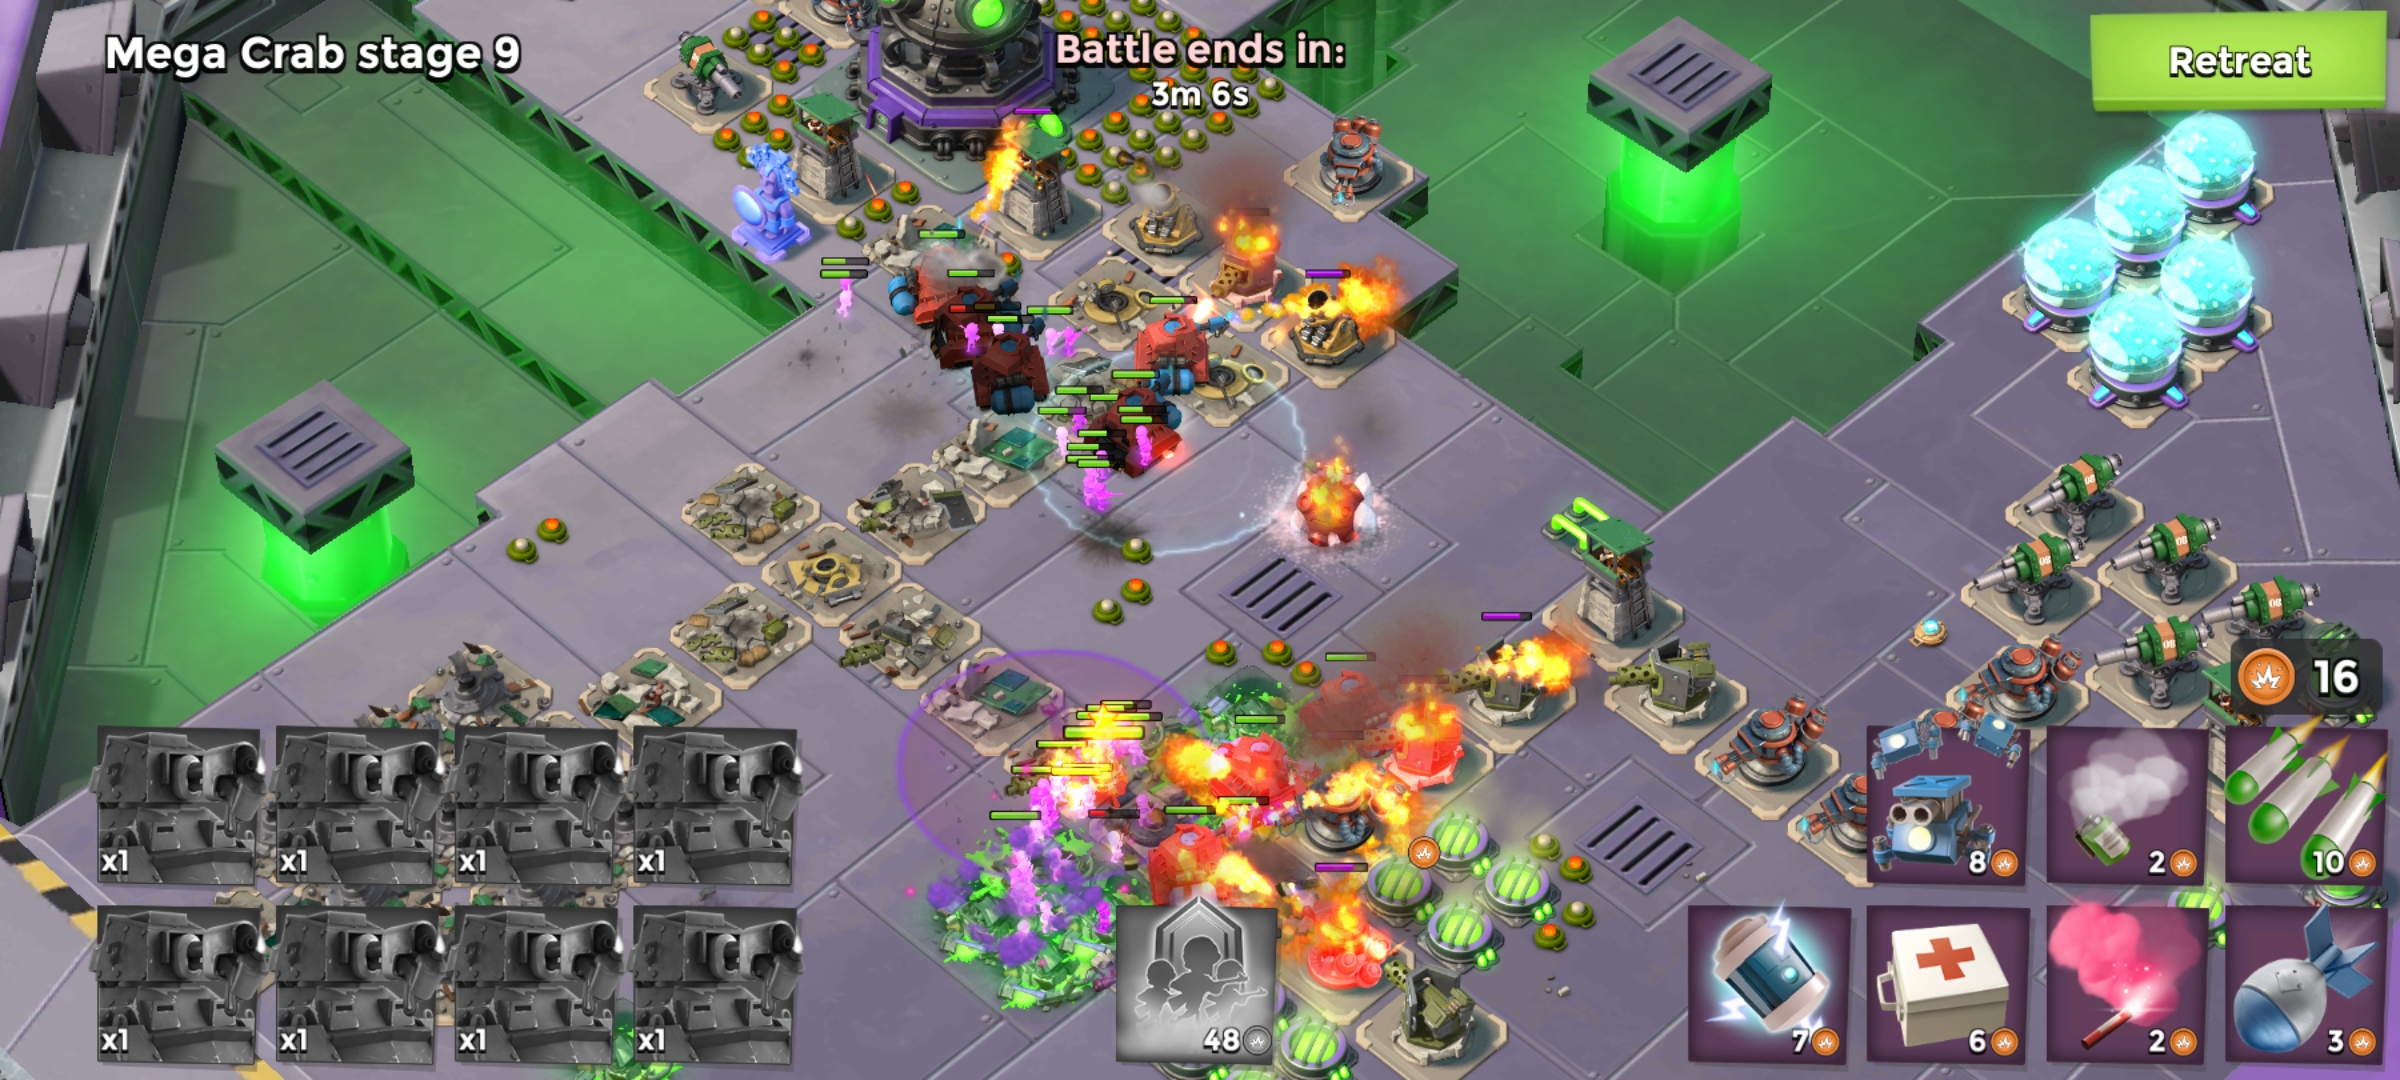 Mega Crab stage 9
Battle ends in:
3m 6s
Retreat
16
x1
x1
x1
x1
8
2
10
x1
x1
x1
x1
48
7
6
2
3